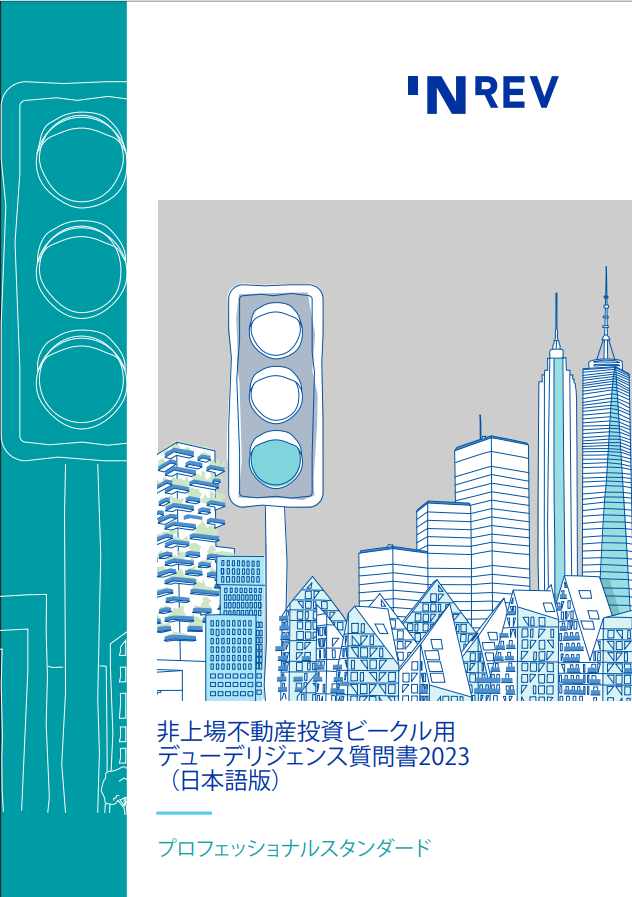 INREV
非上場不動産投資ビークル用
デューデリジェンス質問書2023
（日本語版）
プロフェッショナルスタンダード